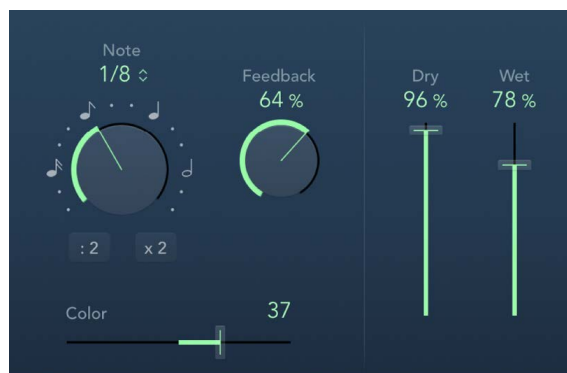 Note
1/8
Feedback
64 %
: 2
x 2
Color
37
Dry
96 %
Wet
78 %